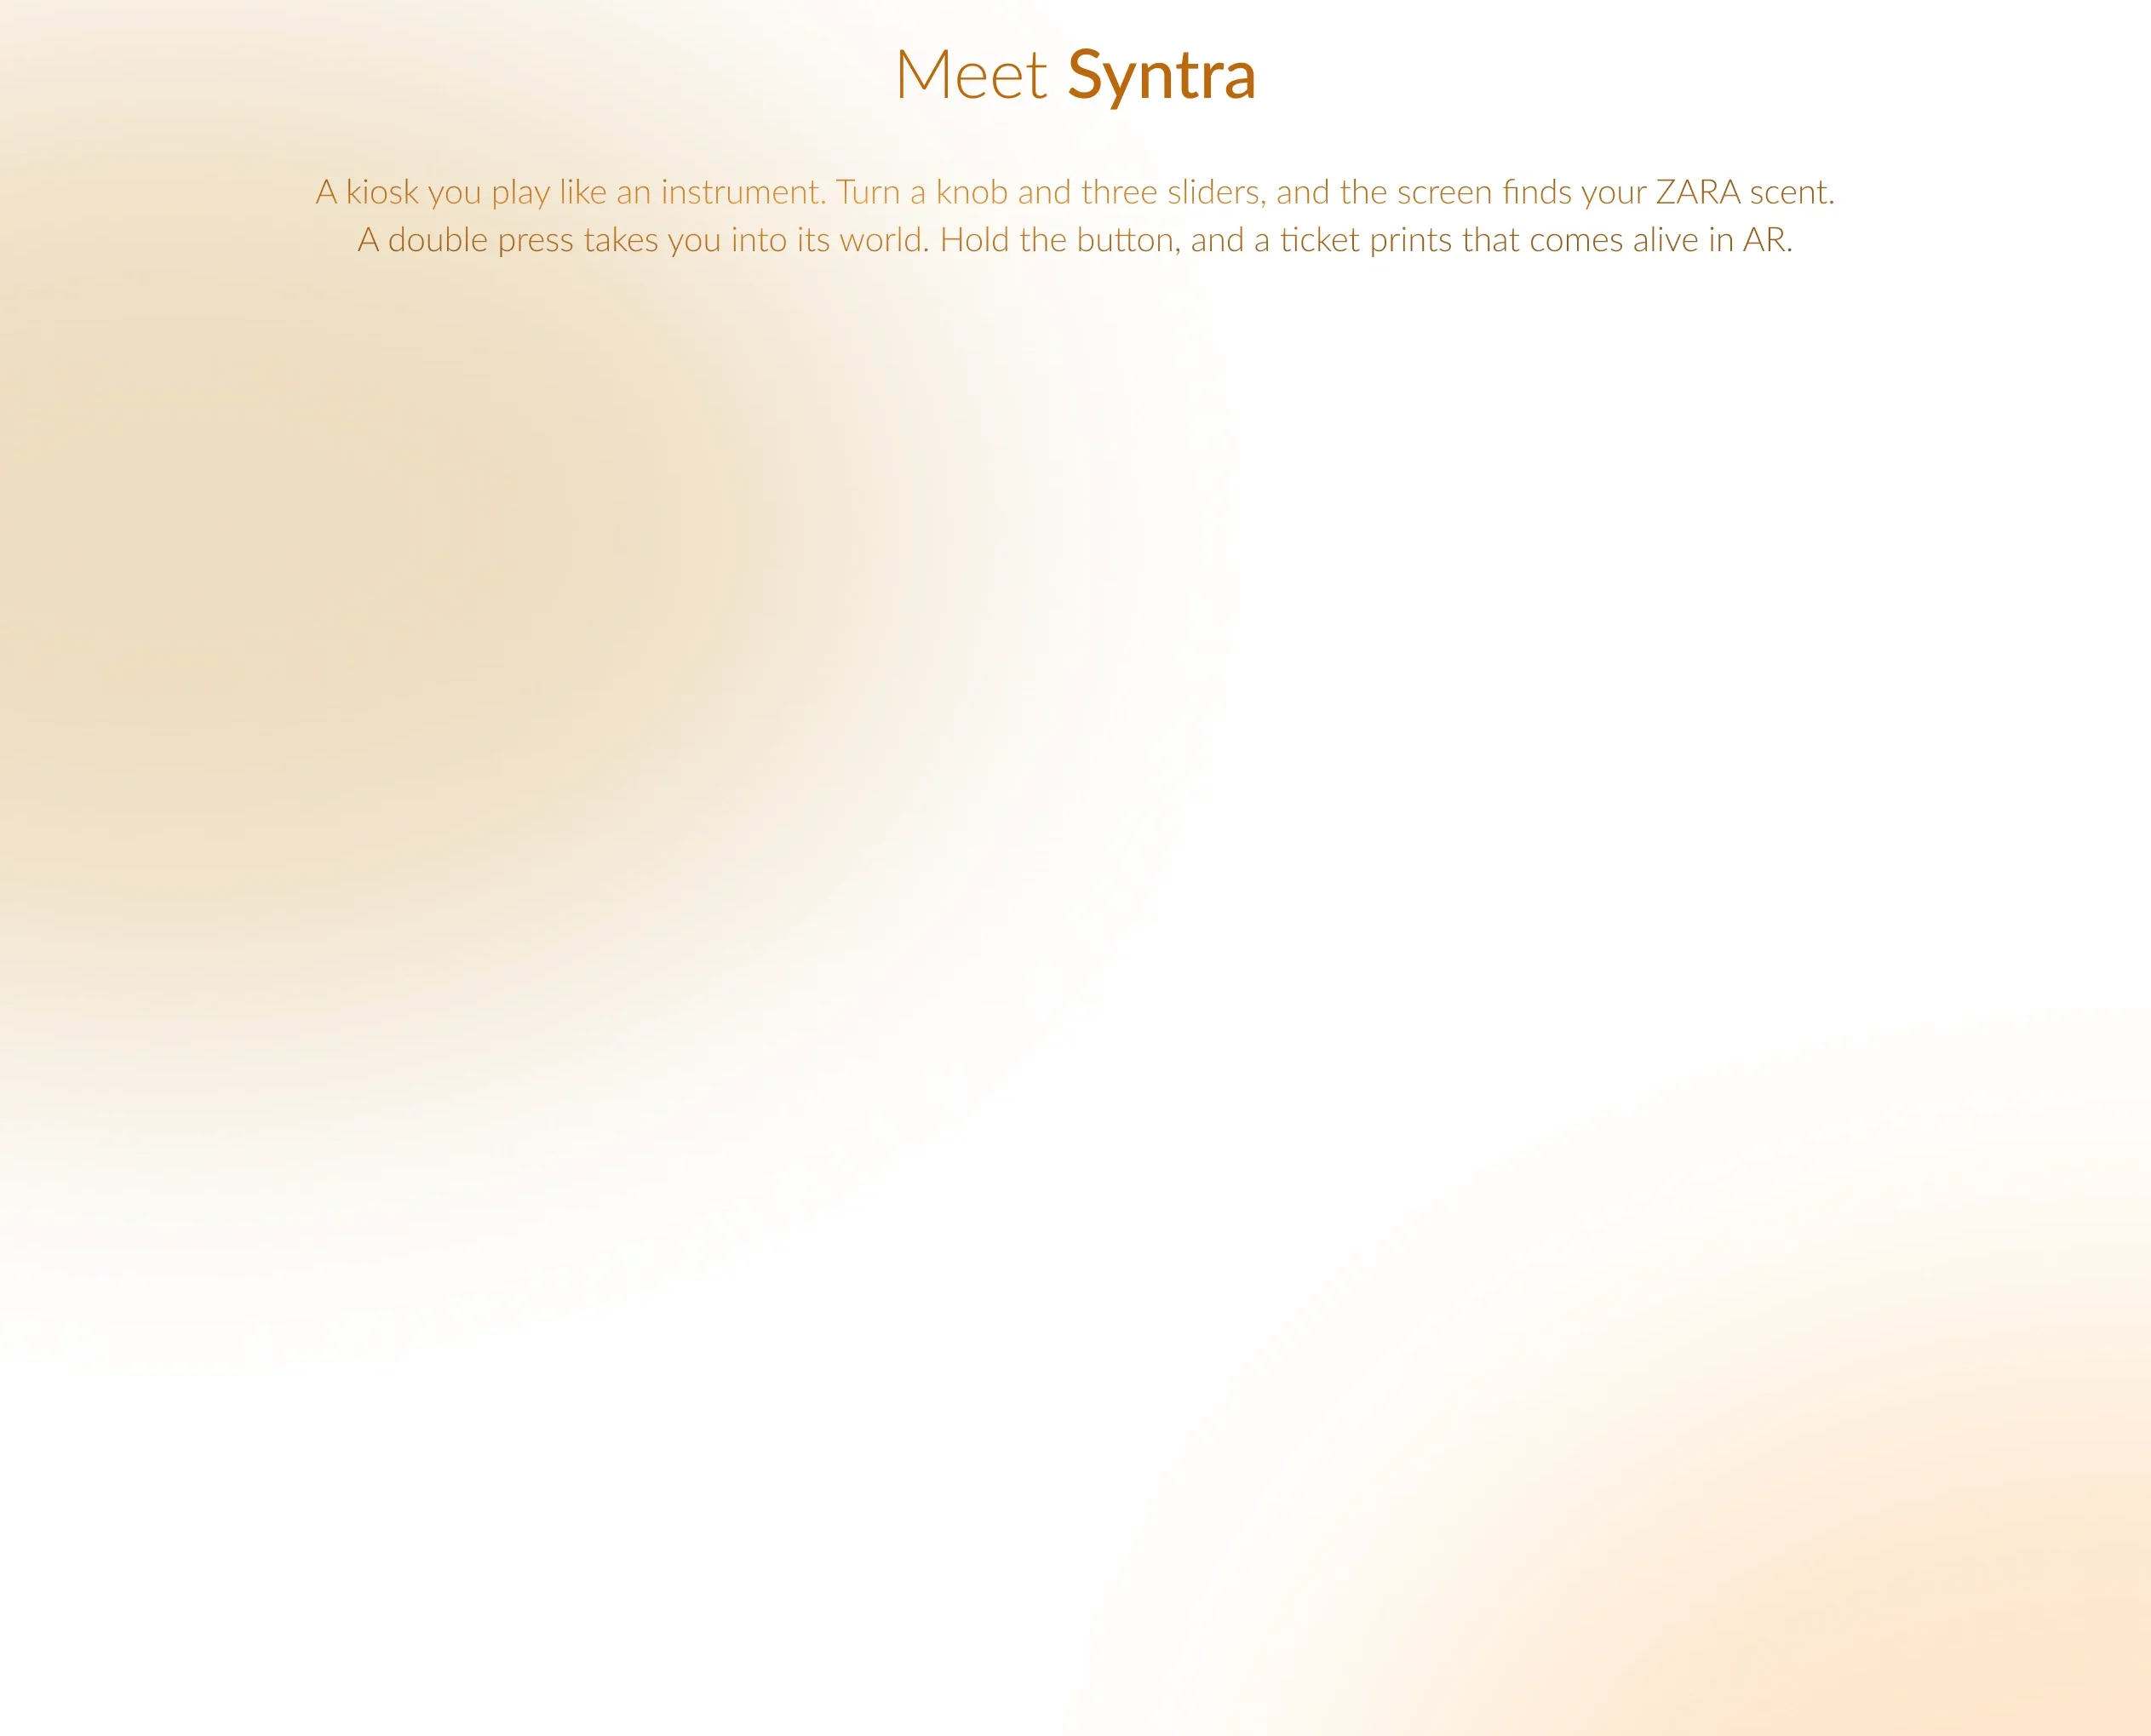 Meet Syntra
A kiosk you play like an instrument. Turn a knob and three sliders, and the screen finds your ZARA scent.
A double press takes you into its world. Hold the button, and a ticket prints that comes alive in AR.